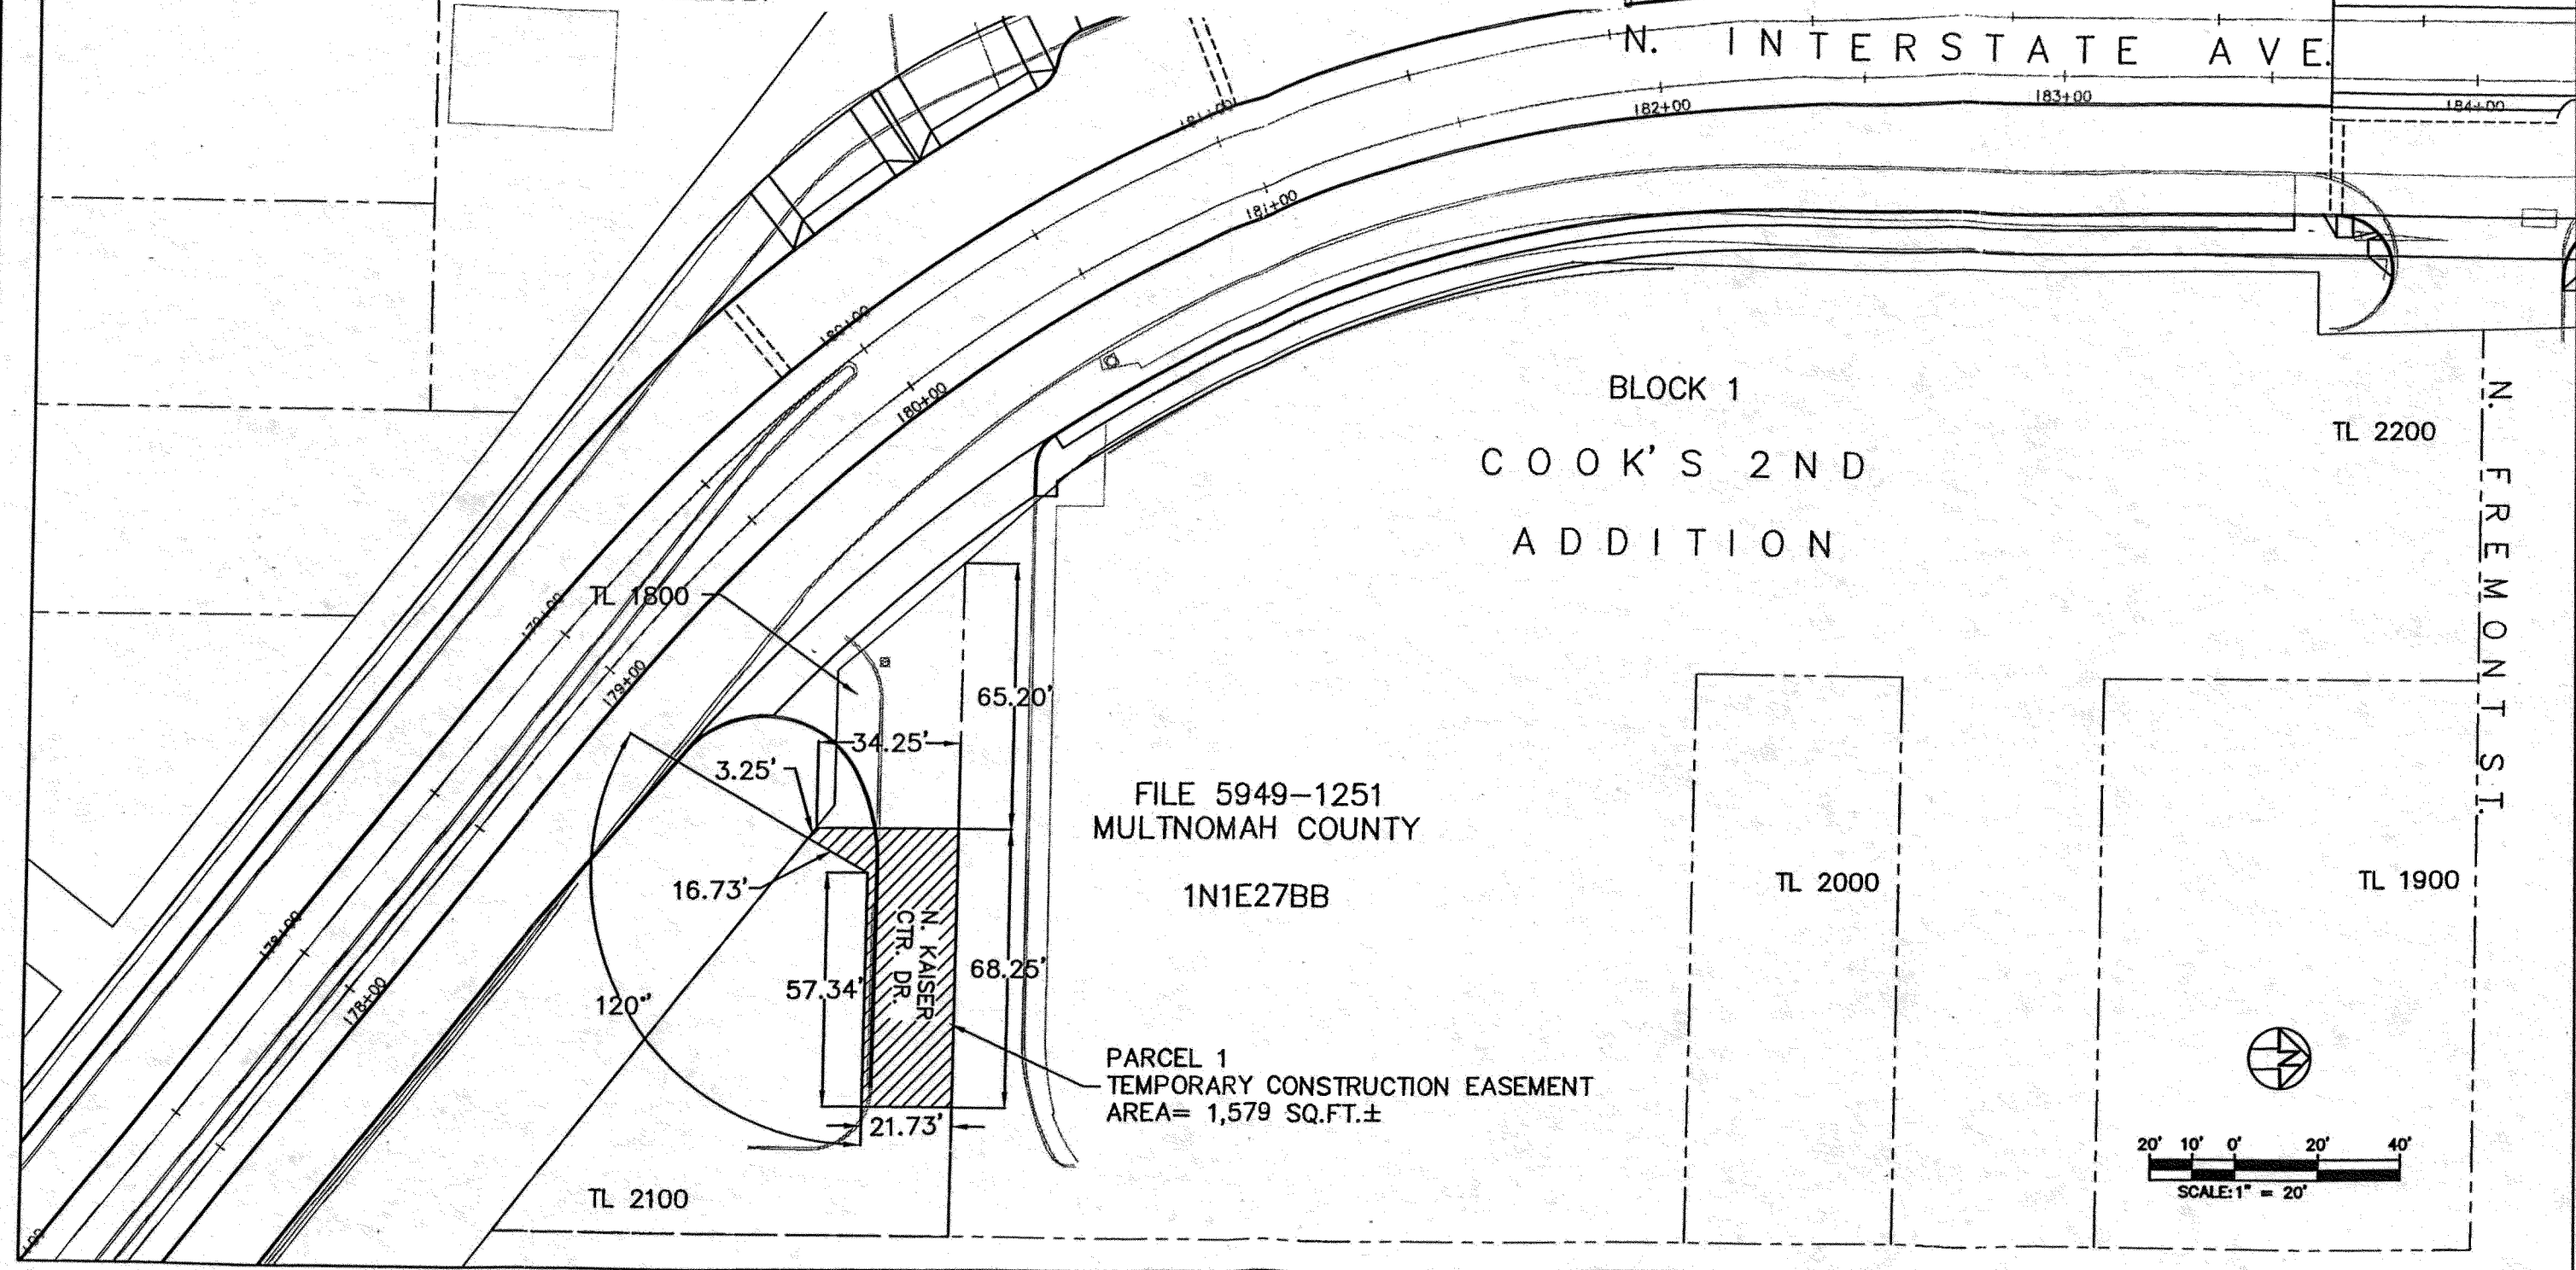 N. INTERSTATE AVE.
181+00
182+00
183+00
184+00
181+00
180+00
180+00
BLOCK 1
COOK'S 2ND
ADDITION
TL 2200
N. FREMONT ST.
TL 1800
179+00
179+00
65.20'
34.25'
3.25'
16.73'
FILE 5949-1251
MULTNOMAH COUNTY
1N1E27BB
TL 2000
TL 1900
178+00
178+00
120°
57.34'
N. KAISER
CTR. DR.
68.25'
21.73'
PARCEL 1
TEMPORARY CONSTRUCTION EASEMENT
AREA= 1,579 SQ.FT.±
TL 2100
N
20' 10' 0' 20' 40'
SCALE:1" = 20'